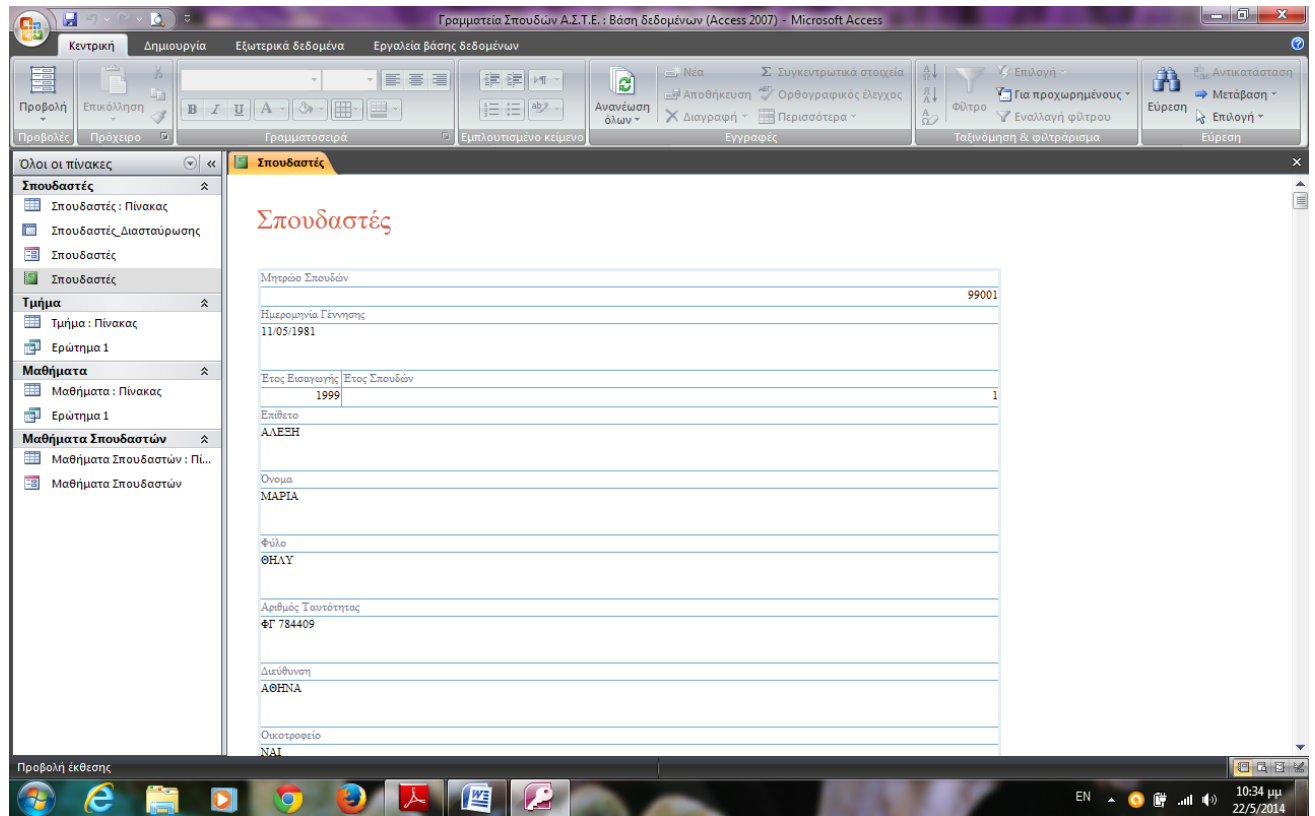 Γραμματεία Σπουδών Α.Σ.Τ.Ε. : Βάση δεδομένων (Access 2007) - Microsoft Access
Κεντρική Δημιουργία Εξωτερικά δεδομένα Εργαλεία βάσης δεδομένων
Προβολή
Προβολές
Επικόλληση
Πρόχειρο
B I U A
Γραμματοσειρά
Εμπλουτισμένο κείμενο
Ανανέωση όλων
Νέα Σ Συγκεντρωτικά στοιχεία
Αποθήκευση Ορθογραφικός έλεγχος
Διαγραφή Περισσότερα
Εγγραφές
Φίλτρο
Επιλογή
Για προχωρημένους
Εναλλαγή φίλτρου
Ταξινόμηση & φιλτράρισμα
Εύρεση
Αντικατάσταση
Μετάβαση
Επιλογή
Εύρεση
Όλοι οι πίνακες
Σπουδαστές
Σπουδαστές : Πίνακας
Σπουδαστές_Διασταύρωσης
Σπουδαστές
Σπουδαστές
Τμήμα
Τμήμα : Πίνακας
Ερώτημα 1
Μαθήματα
Μαθήματα : Πίνακας
Ερώτημα 1
Μαθήματα Σπουδαστών
Μαθήματα Σπουδαστών : Πί...
Μαθήματα Σπουδαστών
Σπουδαστές
Σπουδαστές
Μητρώο Σπουδών
99001
Ημερομηνία Γέννησης
11/05/1981
Ετος Εισαγωγής Έτος Σπουδών
1999 1
Επίθετο
ΑΛΕΞΗ
Όνομα
ΜΑΡΙΑ
Φύλο
ΘΗΛΥ
Αριθμός Ταυτότητας
ΦΓ 784409
Διεύθυνση
ΑΘΗΝΑ
Οικοτροφείο
ΝΑΙ
Προβολή έκθεσης
EN
10:34 μμ
22/5/2014